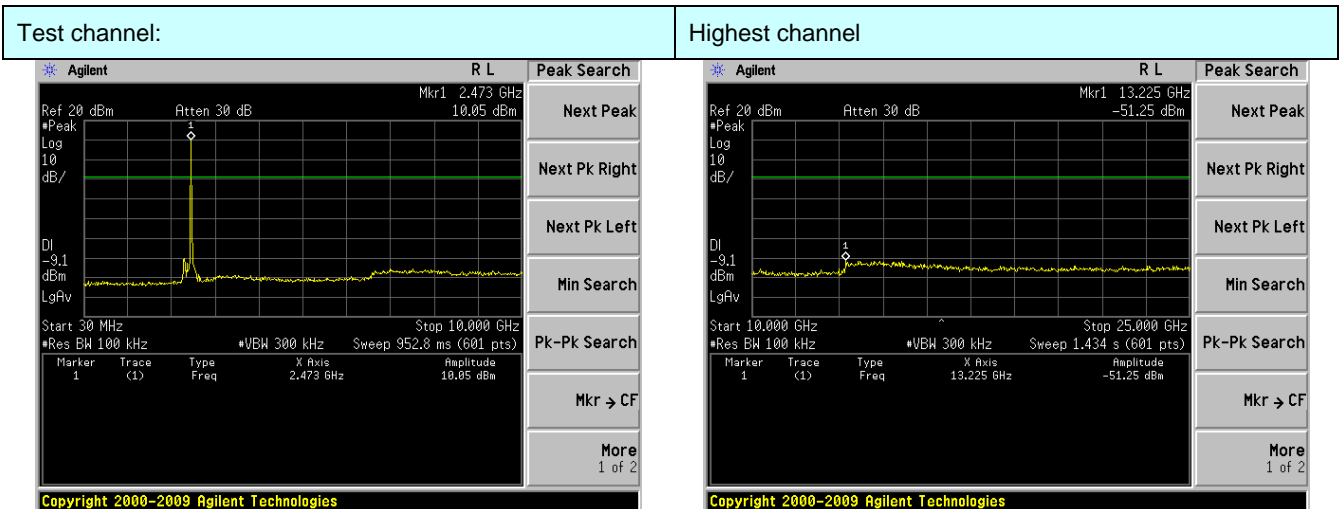 Test channel: Highest channel
Agilent R L Peak Search
Mkr1 2.473 GHz
Ref 20 dBm Atten 30 dB 10.05 dBm
#Peak
Log
10
dB/
1
DI
-9.1
dBm
LgAv
Start 30 MHz Stop 10.000 GHz
#Res BW 100 kHz #VBW 300 kHz Sweep 952.8 ms (601 pts)
Marker Trace Type X Axis Amplitude
1 (1) Freq 2.473 GHz 10.05 dBm
Next Peak
Next Pk Right
Next Pk Left
Min Search
Pk-Pk Search
Mkr → CF
More
1 of 2
Copyright 2000-2009 Agilent Technologies
Agilent R L Peak Search
Mkr1 13.225 GHz
Ref 20 dBm Atten 30 dB -51.25 dBm
#Peak
Log
10
dB/
1
DI
-9.1
dBm
LgAv
Start 10.000 GHz ^ Stop 25.000 GHz
#Res BW 100 kHz #VBW 300 kHz Sweep 1.434 s (601 pts)
Marker Trace Type X Axis Amplitude
1 (1) Freq 13.225 GHz -51.25 dBm
Next Peak
Next Pk Right
Next Pk Left
Min Search
Pk-Pk Search
Mkr → CF
More
1 of 2
Copyright 2000-2009 Agilent Technologies